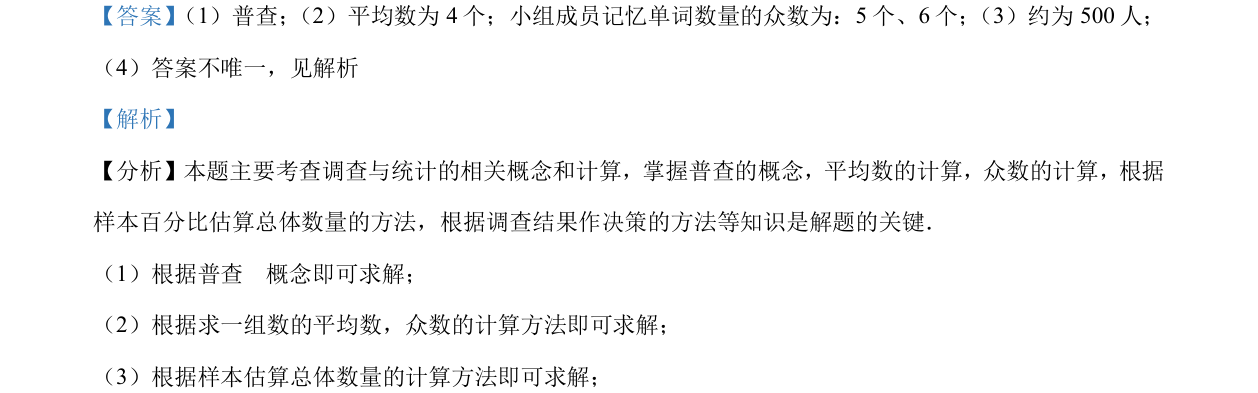 【答案】（1）普查；（2）平均数为 4 个；小组成员记忆单词数量的众数为：5 个、6 个；（3）约为 500 人；
（4）答案不唯一，见解析
【解析】
【分析】本题主要考查调查与统计的相关概念和计算，掌握普查的概念，平均数的计算，众数的计算，根据
样本百分比估算总体数量的方法，根据调查结果作决策的方法等知识是解题的关键．
（1）根据普查　概念即可求解；
（2）根据求一组数的平均数，众数的计算方法即可求解；
（3）根据样本估算总体数量的计算方法即可求解；